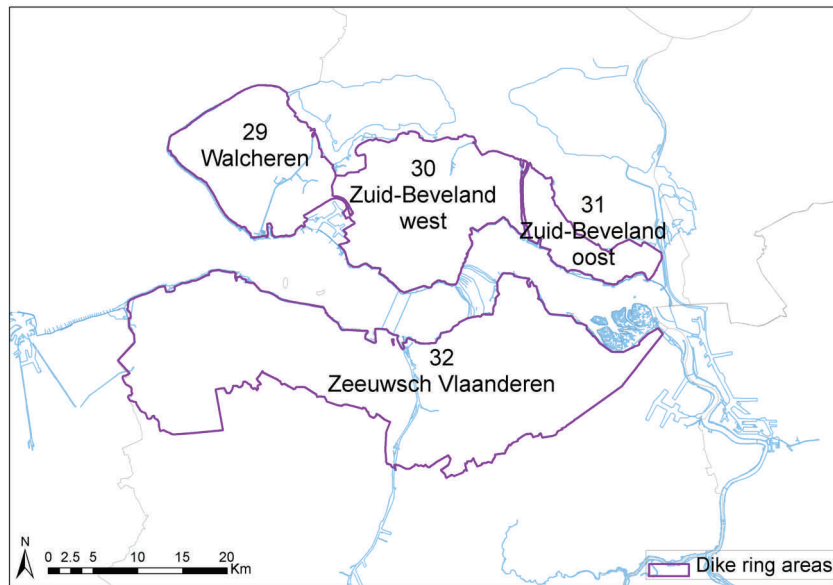 29
Walcheren
30
Zuid-Beveland
west
31
Zuid-Beveland
oost
32
Zeeuwsch Vlaanderen
N
0 2.5 5 10 15 20
Km
Dike ring areas